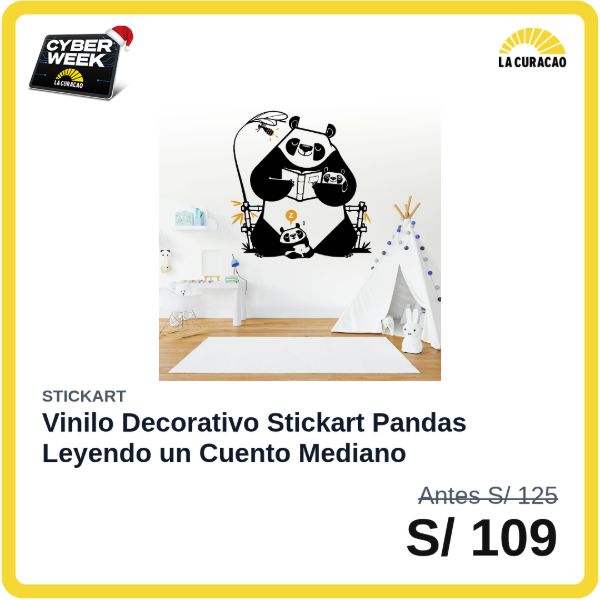 CYBER
WEEK
LA CURACAO
LA CURACAO
Z
z
STICKART
Vinilo Decorativo Stickart Pandas
Leyendo un Cuento Mediano
Antes S/ 125
S/ 109